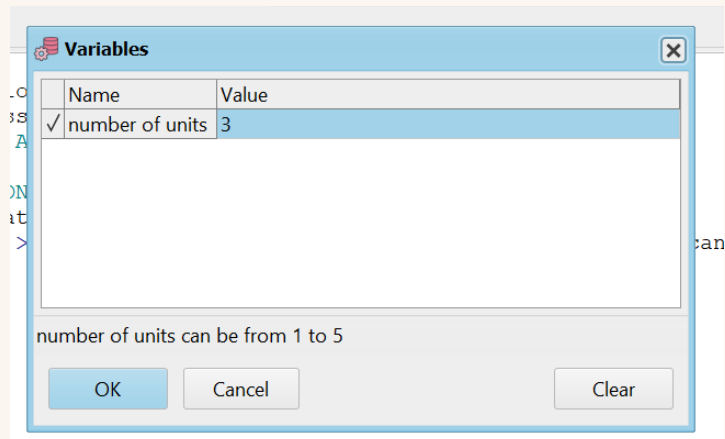 Variables
Name Value
✓ number of units 3
number of units can be from 1 to 5
OK Cancel Clear